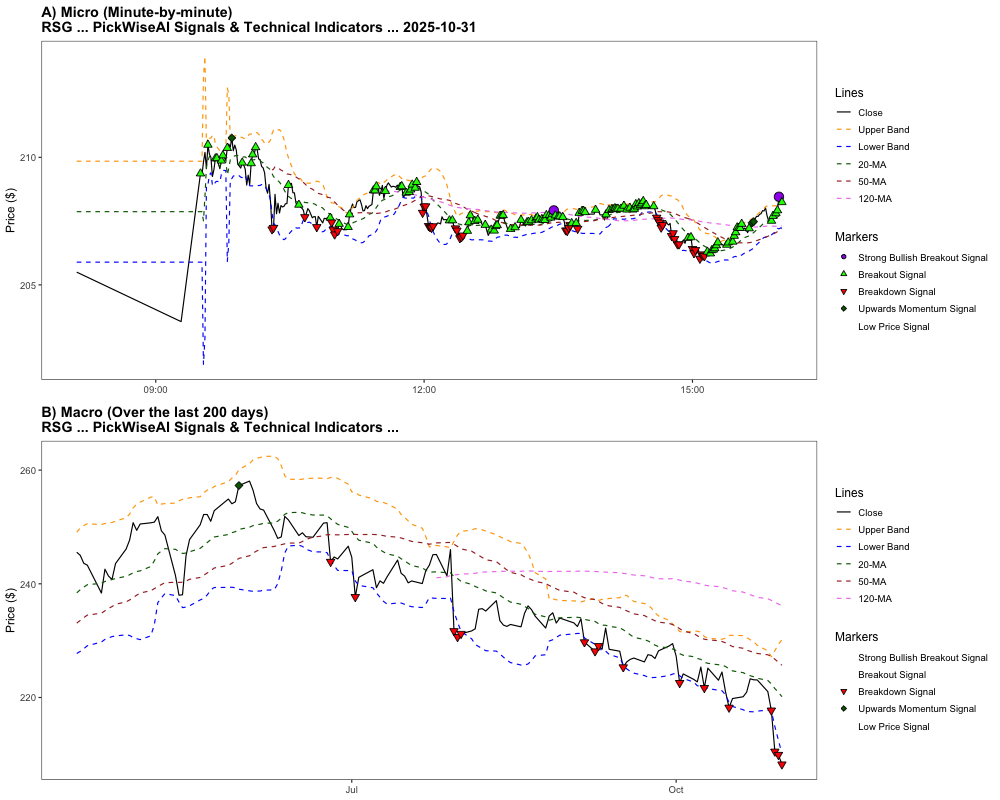 A) Micro (Minute-by-minute)
RSG ... PickWiseAI Signals & Technical Indicators ... 2025-10-31
Price ($)
210
205
09:00
12:00
15:00
Lines
Close
Upper Band
Lower Band
20-MA
50-MA
120-MA
Markers
Strong Bullish Breakout Signal
Breakout Signal
Breakdown Signal
Upwards Momentum Signal
Low Price Signal
B) Macro (Over the last 200 days)
RSG ... PickWiseAI Signals & Technical Indicators ...
Price ($)
260
240
220
Jul
Oct
Lines
Close
Upper Band
Lower Band
20-MA
50-MA
120-MA
Markers
Strong Bullish Breakout Signal
Breakout Signal
Breakdown Signal
Upwards Momentum Signal
Low Price Signal